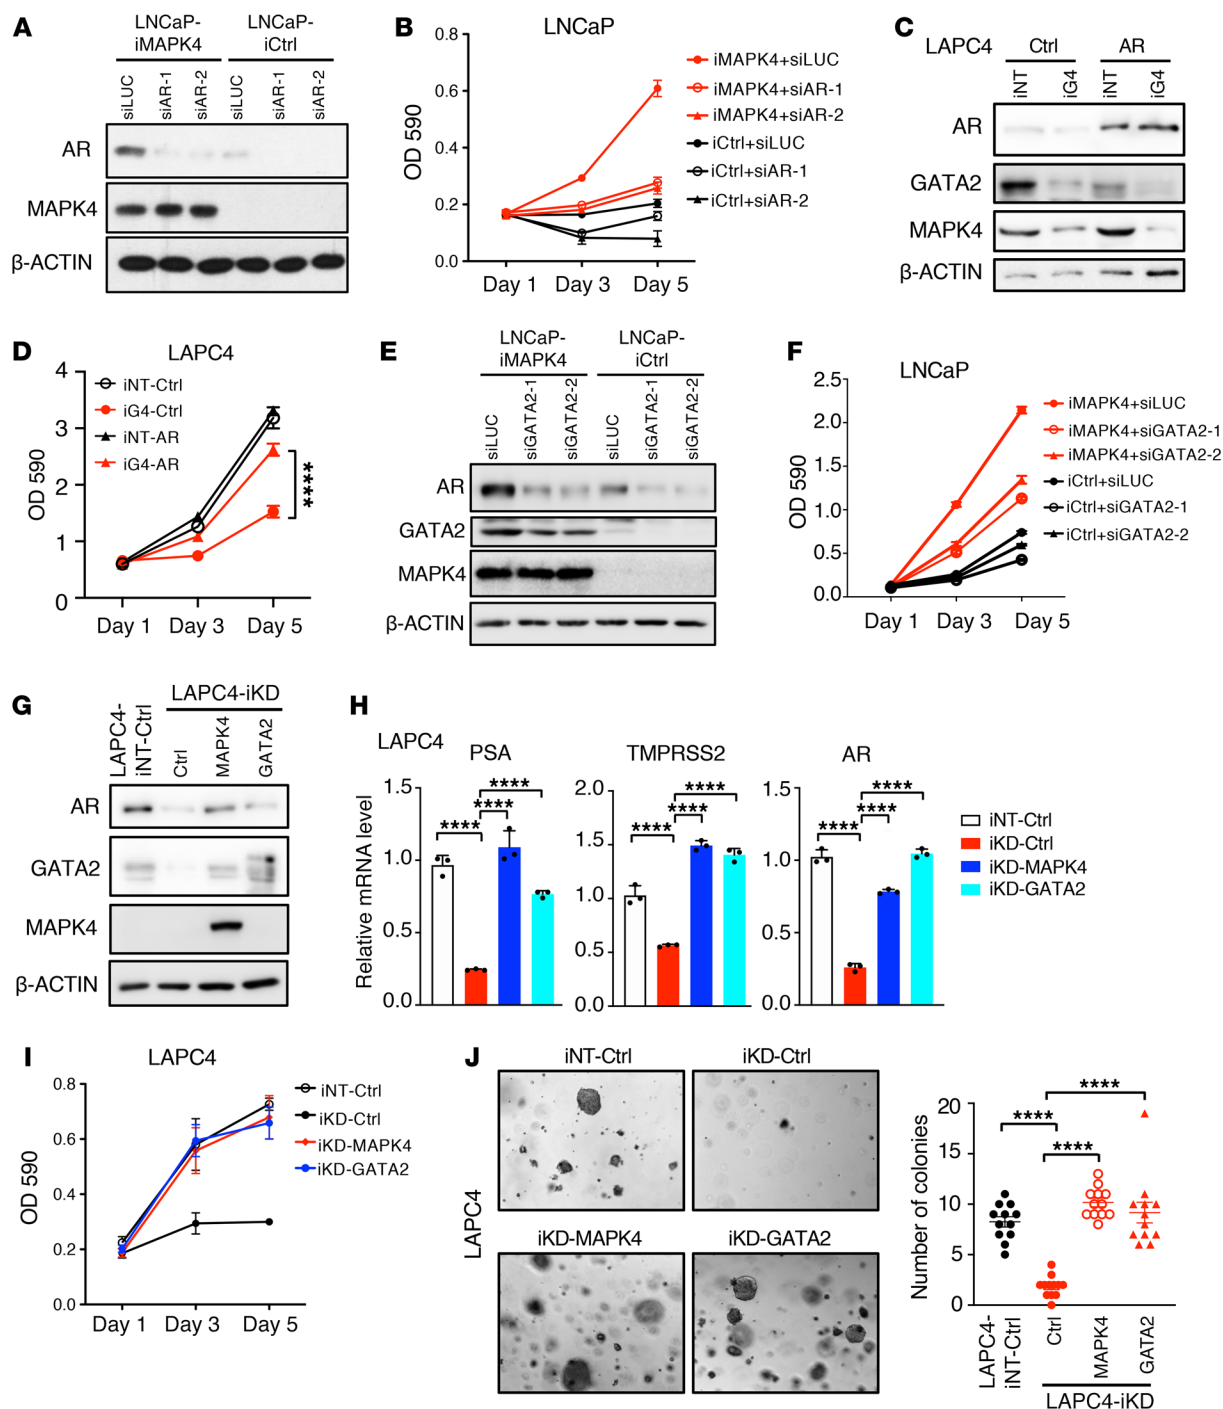 A
LNCaP-
iMAPK4
LNCaP-
iCtrl
siLUC
siAR-1
siAR-2
siLUC
siAR-1
siAR-2
AR
MAPK4
β-ACTIN
B
LNCaP
OD 590
0.8
0.6
0.4
0.2
0.0
Day 1
Day 3
Day 5
iMAPK4+siLUC
iMAPK4+siAR-1
iMAPK4+siAR-2
iCtrl+siLUC
iCtrl+siAR-1
iCtrl+siAR-2
C
LAPC4
Ctrl
AR
iNT
iG4
iNT
iG4
AR
GATA2
MAPK4
β-ACTIN
D
LAPC4
OD 590
4
3
2
1
0
iNT-Ctrl
iG4-Ctrl
iNT-AR
iG4-AR
****
Day 1
Day 3
Day 5
E
LNCaP-
iMAPK4
LNCaP-
iCtrl
siLUC
siGATA2-1
siGATA2-2
siLUC
siGATA2-1
siGATA2-2
AR
GATA2
MAPK4
β-ACTIN
F
LNCaP
OD 590
2.5
2.0
1.5
1.0
0.5
0.0
Day 1
Day 3
Day 5
iMAPK4+siLUC
iMAPK4+siGATA2-1
iMAPK4+siGATA2-2
iCtrl+siLUC
iCtrl+siGATA2-1
iCtrl+siGATA2-2
G
LAPC4-
iNT-Ctrl
LAPC4-iKD
Ctrl
MAPK4
GATA2
AR
GATA2
MAPK4
β-ACTIN
H
LAPC4
Relative mRNA level
PSA
1.5
1.0
0.5
0.0
****
****
****
TMPRSS2
2.0
1.5
1.0
0.5
0.0
****
****
****
AR
1.5
1.0
0.5
0.0
****
****
****
iNT-Ctrl
iKD-Ctrl
iKD-MAPK4
iKD-GATA2
I
LAPC4
OD 590
0.8
0.6
0.4
0.2
0.0
Day 1
Day 3
Day 5
iNT-Ctrl
iKD-Ctrl
iKD-MAPK4
iKD-GATA2
J
LAPC4
iNT-Ctrl
iKD-Ctrl
iKD-MAPK4
iKD-GATA2
Number of colonies
20
15
10
5
0
****
****
****
LAPC4-
iNT-Ctrl
Ctrl
MAPK4
GATA2
LAPC4-iKD